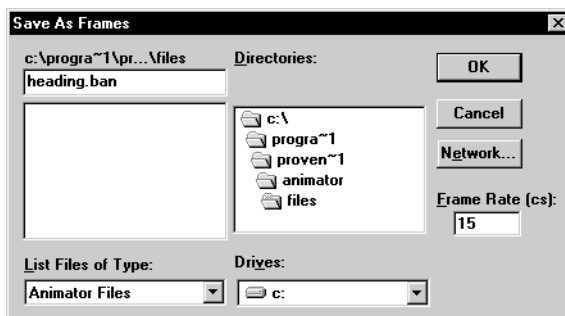 Save As Frames
c:\progra~1\pr...\files
heading.ban
Directories:
c:\
progra~1
proven~1
animator
files
OK
Cancel
Network...
Frame Rate (cs):
15
List Files of Type:
Animator Files
Drives:
c: